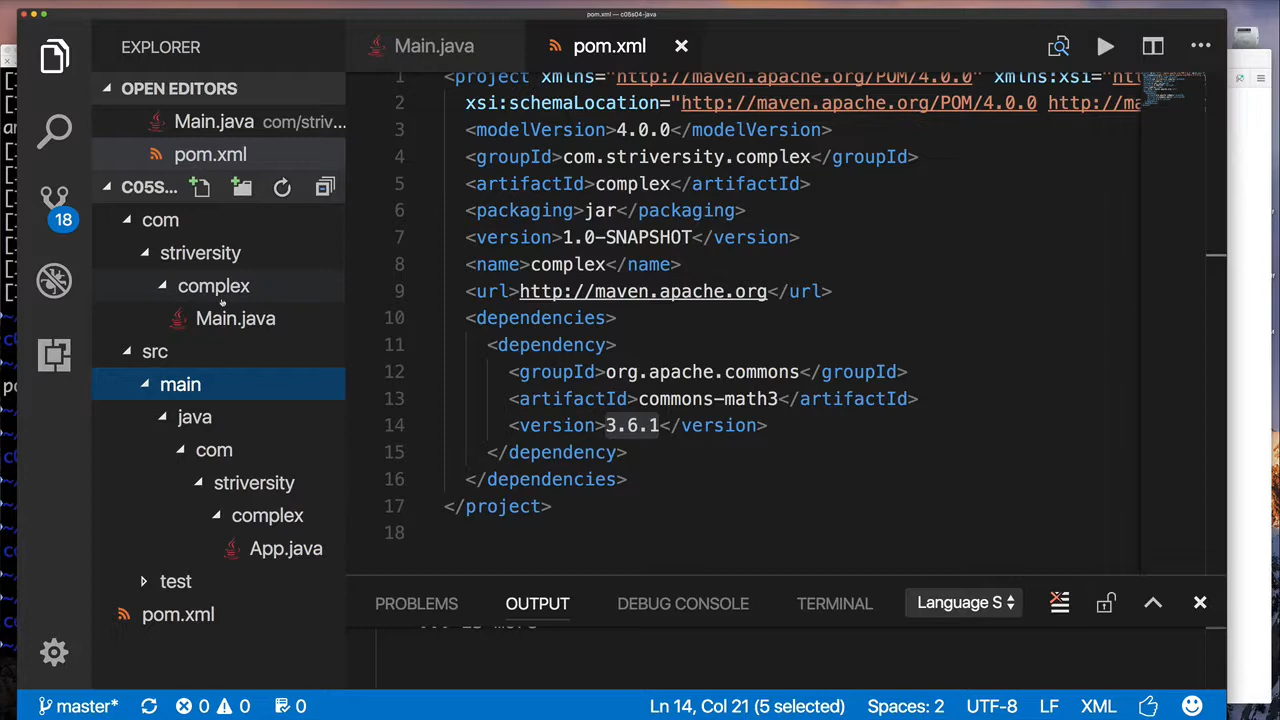 pom.xml — c05s04-java
EXPLORER
OPEN EDITORS
Main.java com/striv...
pom.xml
C05S...
com
striversity
complex
Main.java
src
main
java
com
striversity
complex
App.java
test
pom.xml
18
Main.java
pom.xml
1 <project xmlns="http://maven.apache.org/POM/4.0.0" xmlns:xsi="htt
2 xsi:schemaLocation="http://maven.apache.org/POM/4.0.0 http://ma
3 <modelVersion>4.0.0</modelVersion>
4 <groupId>com.striversity.complex</groupId>
5 <artifactId>complex</artifactId>
6 <packaging>jar</packaging>
7 <version>1.0-SNAPSHOT</version>
8 <name>complex</name>
9 <url>http://maven.apache.org</url>
10 <dependencies>
11 <dependency>
12 <groupId>org.apache.commons</groupId>
13 <artifactId>commons-math3</artifactId>
14 <version>3.6.1</version>
15 </dependency>
16 </dependencies>
17 </project>
18
PROBLEMS OUTPUT DEBUG CONSOLE TERMINAL Language S
master* 0 0 0 Ln 14, Col 21 (5 selected) Spaces: 2 UTF-8 LF XML